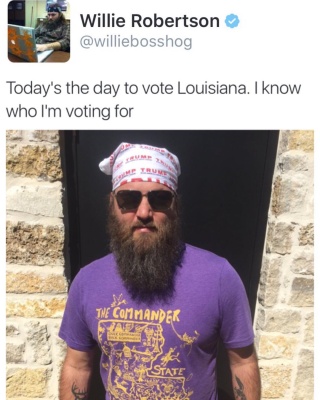 Willie Robertson
@williebosshog
Today's the day to vote Louisiana. I know
who I'm voting for
TRUMP TRUMP
THE COMMANDER
STATE